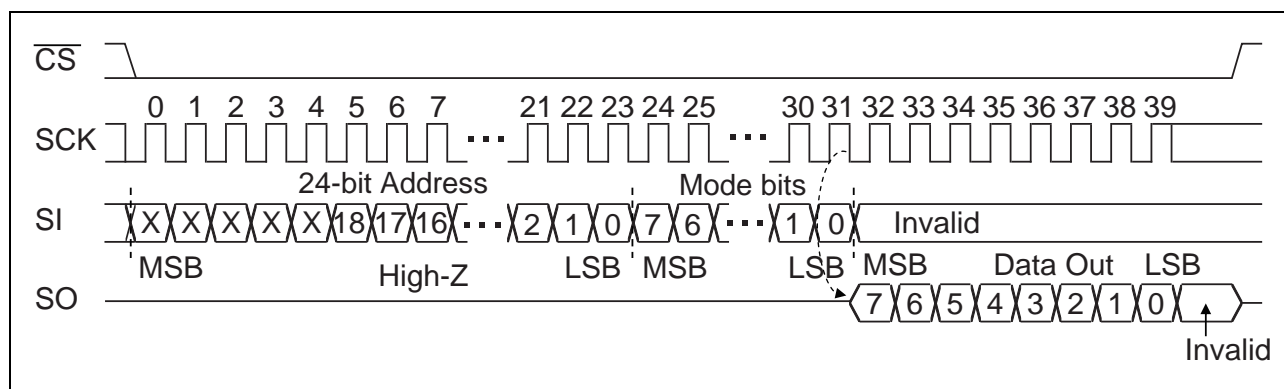 CS
0 1 2 3 4 5 6 7 21 22 23 24 25 30 31 32 33 34 35 36 37 38 39
SCK
24-bit Address Mode bits
SI X X X X X 18 17 16 2 1 0 7 6 1 0 Invalid
MSB High-Z LSB MSB LSB MSB Data Out LSB
SO 7 6 5 4 3 2 1 0
Invalid